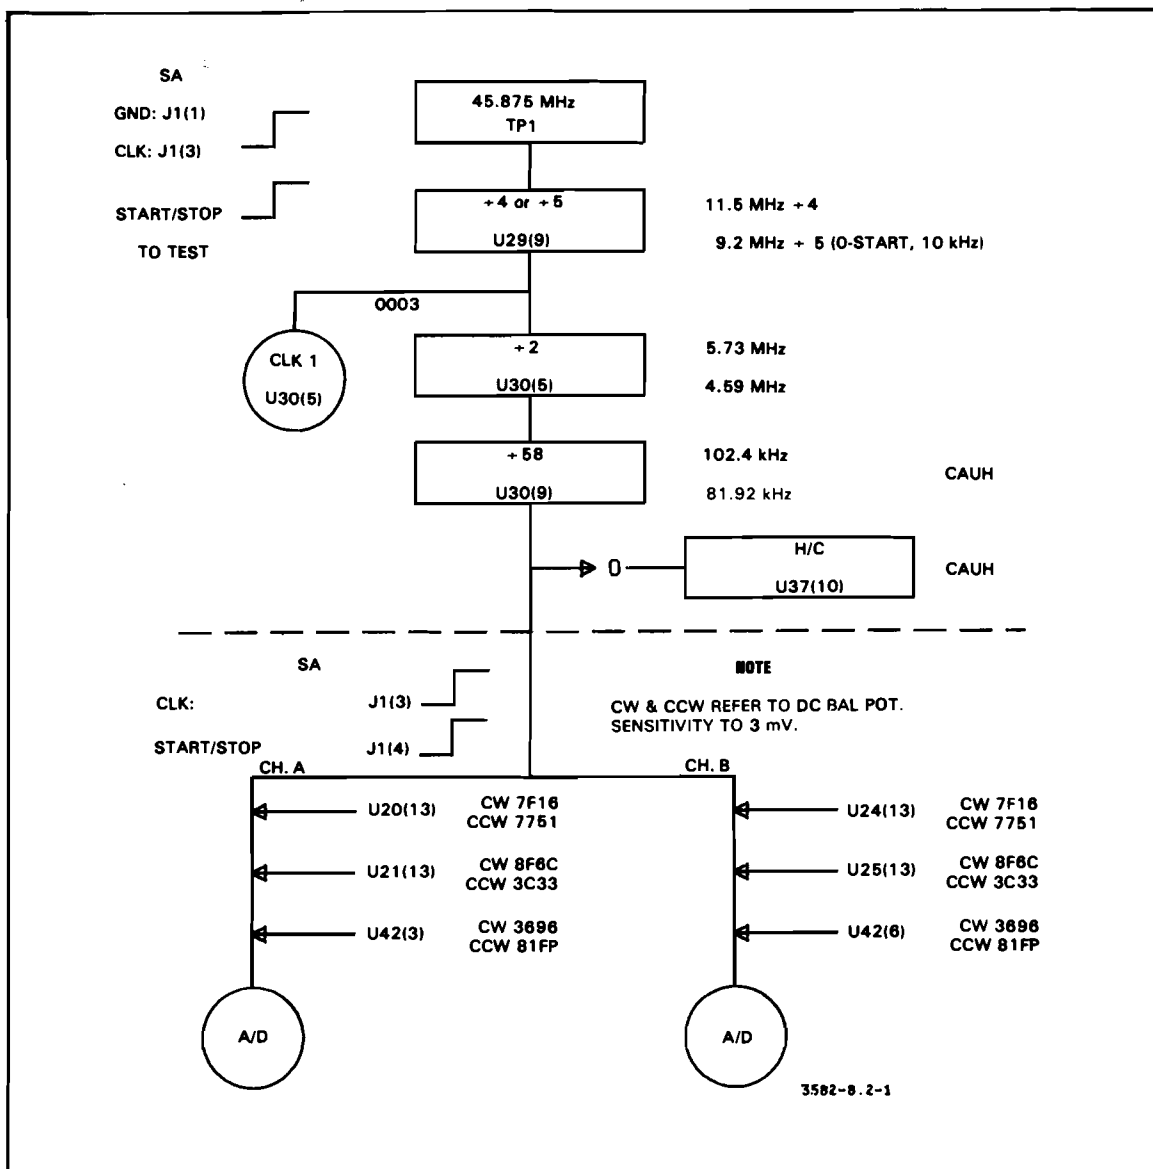 SA
GND: J1(1)
CLK: J1(3)
START/STOP
TO TEST
45.875 MHz
TP1
÷4 or ÷5
U29(9)
11.5 MHz ÷4
9.2 MHz ÷ 5 (0-START, 10 kHz)
0003
CLK 1
U30(5)
÷2
U30(5)
5.73 MHz
4.59 MHz
÷58
U30(9)
102.4 kHz
81.92 kHz
CAUH
0
H/C
U37(10)
CAUH
SA
CLK: J1(3)
START/STOP J1(4)
NOTE
CW & CCW REFER TO DC BAL POT.
SENSITIVITY TO 3 mV.
CH. A
CH. B
U20(13) CW 7F16
CCW 7751
U21(13) CW 8F6C
CCW 3C33
U42(3) CW 3696
CCW 81FP
A/D
U24(13) CW 7F16
CCW 7751
U25(13) CW 8F6C
CCW 3C33
U42(6) CW 3696
CCW 81FP
A/D
3582-8.2-1